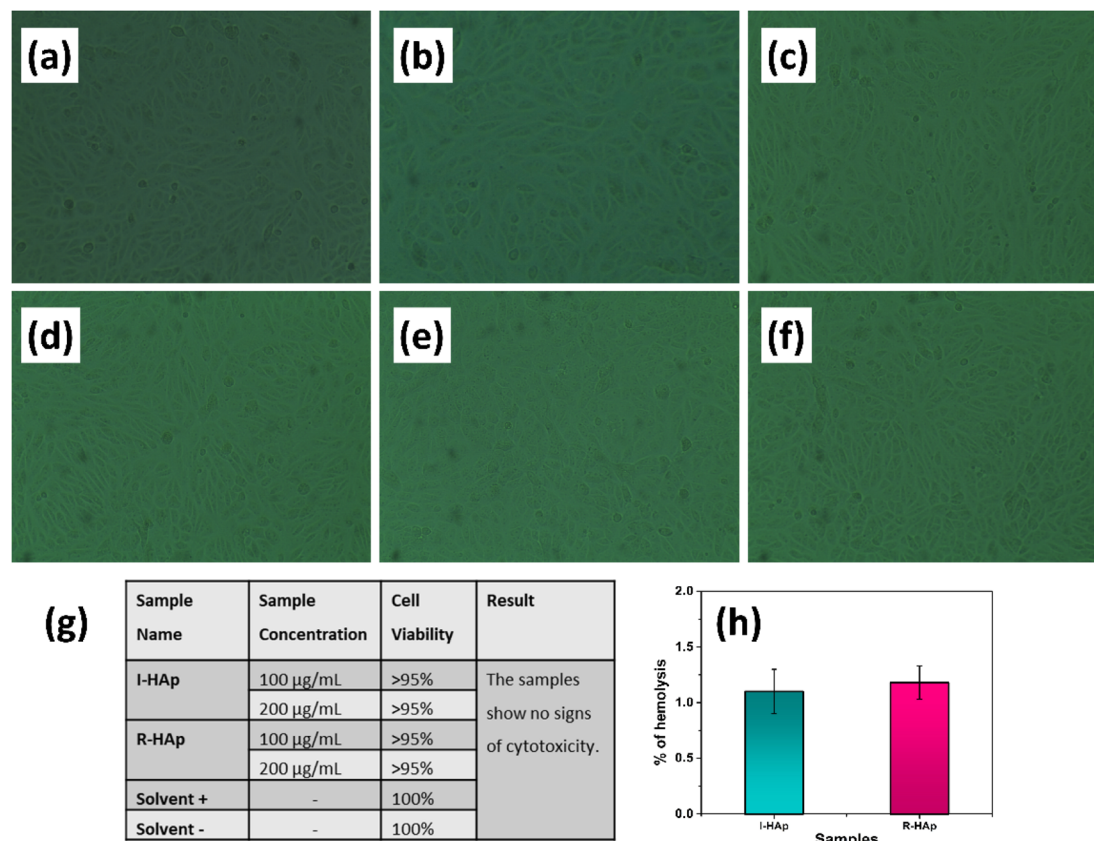 (a)
(b)
(c)
(d)
(e)
(f)
(g)
Sample Name
Sample Concentration
Cell Viability
Result
I-HAp
100 µg/mL
>95%
The samples show no signs of cytotoxicity.
200 µg/mL
>95%
R-HAp
100 µg/mL
>95%
200 µg/mL
>95%
Solvent +
-
100%
Solvent -
-
100%
(h)
2.0
1.5
1.0
0.5
0.0
% of hemolysis
I-HAp
R-HAp
Samples